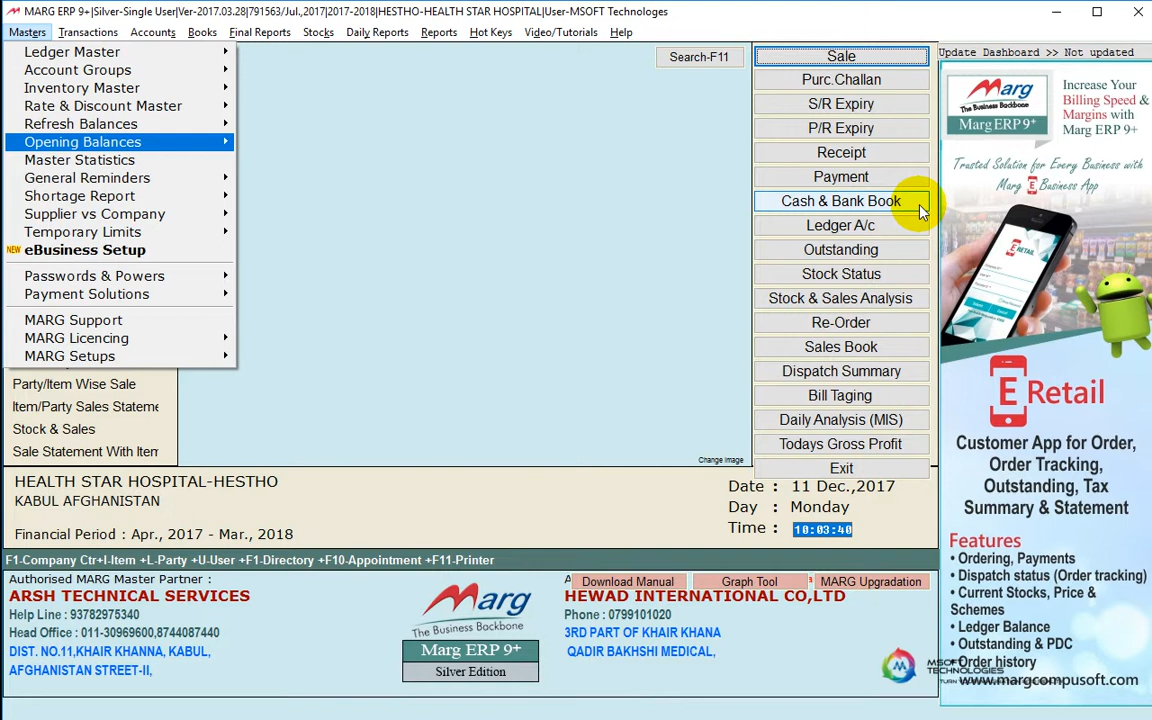 MARG ERP 9+|Silver-Single User|Ver-2017.03.28|791563/Jul.,2017|2017-2018|HESTHO-HEALTH STAR HOSPITAL|User-MSOFT Technologes
Masters Transactions Accounts Books Final Reports Stocks Daily Reports Reports Hot Keys Video/Tutorials Help
Ledger Master
Account Groups
Inventory Master
Rate & Discount Master
Refresh Balances
Opening Balances
Master Statistics
General Reminders
Shortage Report
Supplier vs Company
Temporary Limits
NEW eBusiness Setup
Passwords & Powers
Payment Solutions
MARG Support
MARG Licencing
MARG Setups
Party/Item Wise Sale
Item/Party Sales Stateme
Stock & Sales
Sale Statement With Item
Search-F11
Sale
Purc.Challan
S/R Expiry
P/R Expiry
Receipt
Payment
Cash & Bank Book
Ledger A/c
Outstanding
Stock Status
Stock & Sales Analysis
Re-Order
Sales Book
Dispatch Summary
Bill Taging
Daily Analysis (MIS)
Todays Gross Profit
Exit
Change Image
HEALTH STAR HOSPITAL-HESTHO
KABUL AFGHANISTAN
Financial Period : Apr., 2017 - Mar., 2018
Date : 11 Dec.,2017
Day : Monday
Time : 10:03:40
F1-Company Ctr+I-Item +L-Party +U-User +F1-Directory +F10-Appointment +F11-Printer
Authorised MARG Master Partner :
ARSH TECHNICAL SERVICES
Help Line : 93782975340
Head Office : 011-30969600,8744087440
DIST. NO.11,KHAIR KHANNA, KABUL,
AFGHANISTAN STREET-II,
Marg
The Business Backbone
Marg ERP 9+
Silver Edition
Download Manual Graph Tool MARG Upgradation
HEWAD INTERNATIONAL CO,LTD
Phone : 0799101020
3RD PART OF KHAIR KHANA
QADIR BAKHSHI MEDICAL,
Update Dashboard >> Not updated
Marg
The Business Backbone
Marg ERP 9+
Increase Your
Billing Speed &
Margins with
Marg ERP 9+
Trusted Solution for Every Business with
Marg E Business App
E RETAIL
E Retail
Customer App for Order,
Order Tracking,
Outstanding, Tax
Summary & Statement
Features
• Ordering, Payments
• Dispatch status (Order tracking)
• Current Stocks, Price &
Schemes
• Ledger Balance
• Outstanding & PDC
• Order history
www.margcompusoft.com
MSOFT
TECHNOLOGIES